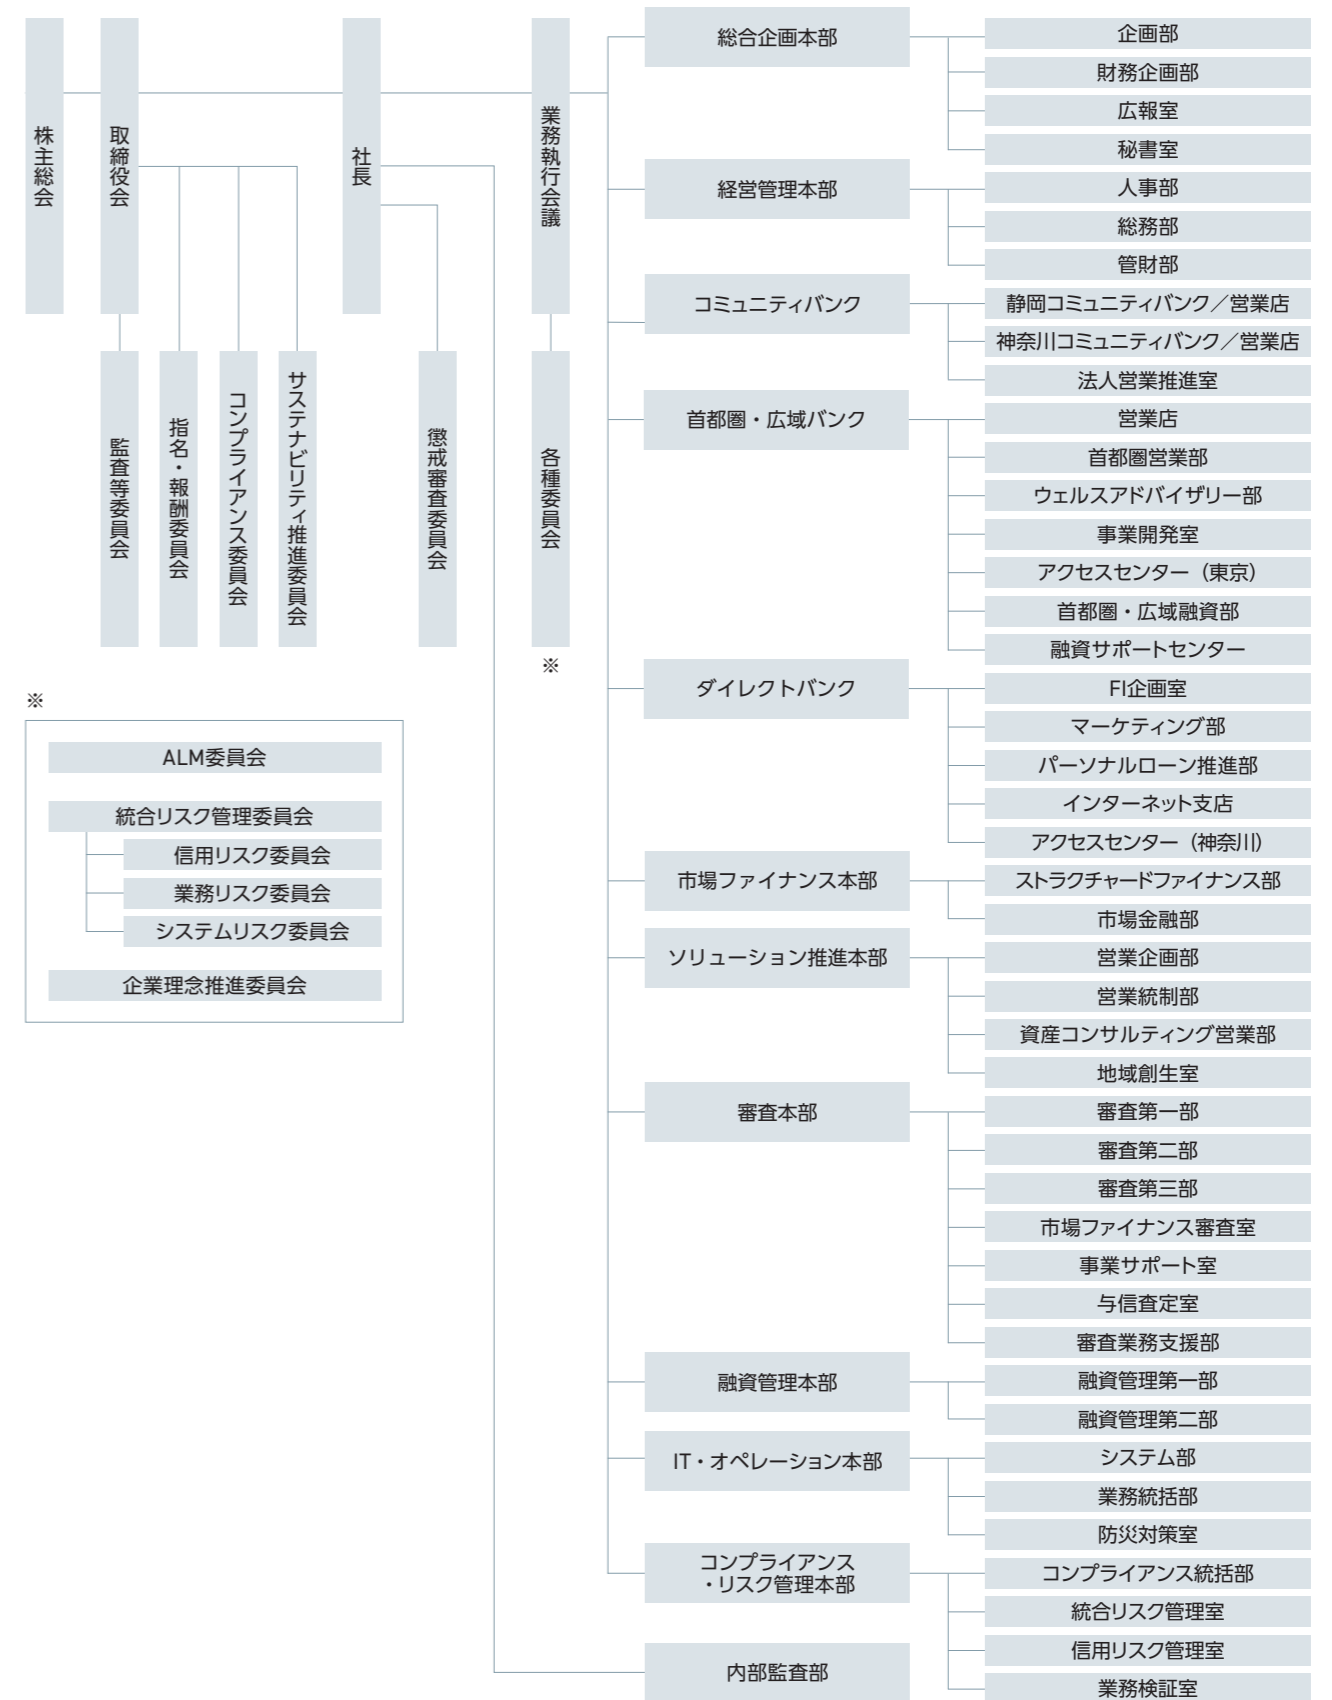 株主総会
取締役会
社長
業務執行会議
監査等委員会
指名・報酬委員会
コンプライアンス委員会
サステナビリティ推進委員会
懲戒審査委員会
各種委員会
※
※
ALM委員会
統合リスク管理委員会
信用リスク委員会
業務リスク委員会
システムリスク委員会
企業理念推進委員会
総合企画本部
企画部
財務企画部
広報室
秘書室
経営管理本部
人事部
総務部
管財部
コミュニティバンク
静岡コミュニティバンク／営業店
神奈川コミュニティバンク／営業店
法人営業推進室
首都圏・広域バンク
営業店
首都圏営業部
ウェルスアドバイザリー部
事業開発室
アクセスセンター（東京）
首都圏・広域融資部
融資サポートセンター
ダイレクトバンク
FI企画室
マーケティング部
パーソナルローン推進部
インターネット支店
アクセスセンター（神奈川）
市場ファイナンス本部
ストラクチャードファイナンス部
市場金融部
ソリューション推進本部
営業企画部
営業統制部
資産コンサルティング営業部
地域創生室
審査本部
審査第一部
審査第二部
審査第三部
市場ファイナンス審査室
事業サポート室
与信査定室
審査業務支援部
融資管理本部
融資管理第一部
融資管理第二部
IT・オペレーション本部
システム部
業務統括部
防災対策室
コンプライアンス
・リスク管理本部
コンプライアンス統括部
統合リスク管理室
信用リスク管理室
業務検証室
内部監査部